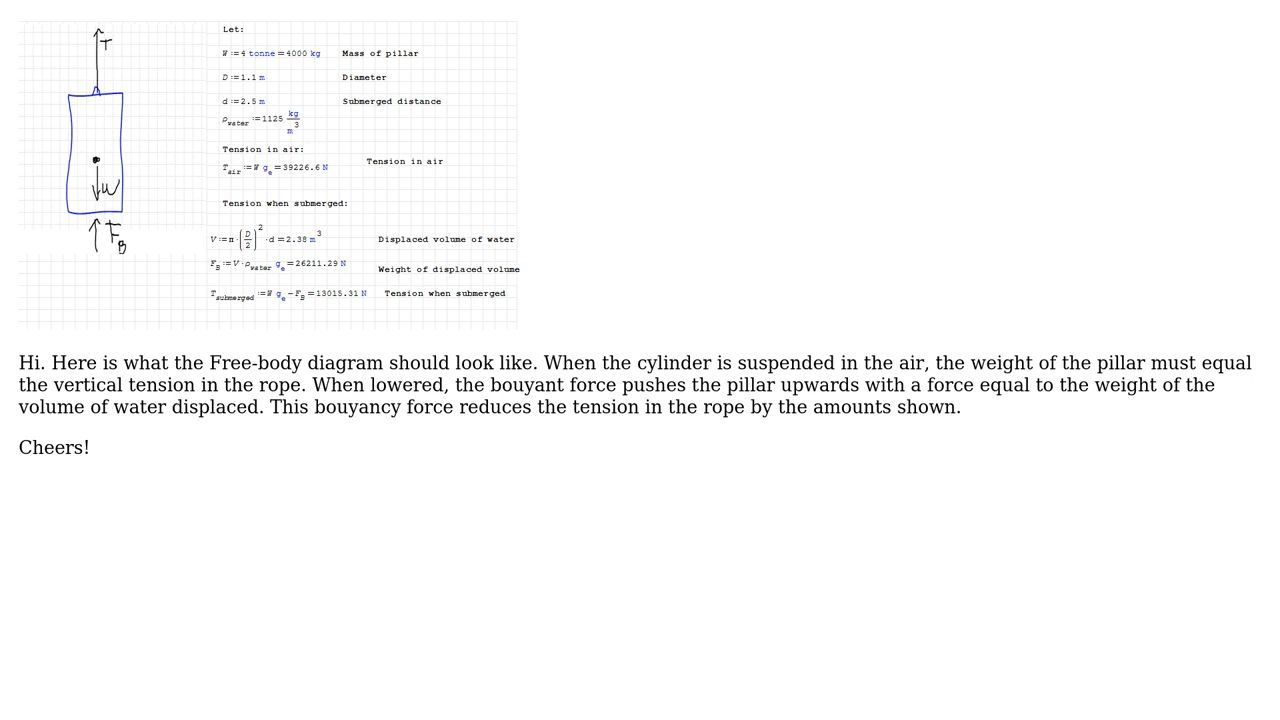 T
W
F_B
Let:
W:=4 tonne=4000 kg Mass of pillar
D:=1.1 m Diameter
d:=2.5 m Submerged distance
ρ_water:=1125 kg/m^3
Tension in air:
T_air:=W g_e=39226.6 N Tension in air
Tension when submerged:
V:=π·(D/2)^2·d=2.38 m^3 Displaced volume of water
F_B:=V·ρ_water g_e=26211.29 N Weight of displaced volume
T_submerged:=W g_e-F_B=13015.31 N Tension when submerged
Hi. Here is what the Free-body diagram should look like. When the cylinder is suspended in the air, the weight of the pillar must equal
the vertical tension in the rope. When lowered, the bouyant force pushes the pillar upwards with a force equal to the weight of the
volume of water displaced. This bouyancy force reduces the tension in the rope by the amounts shown.
Cheers!